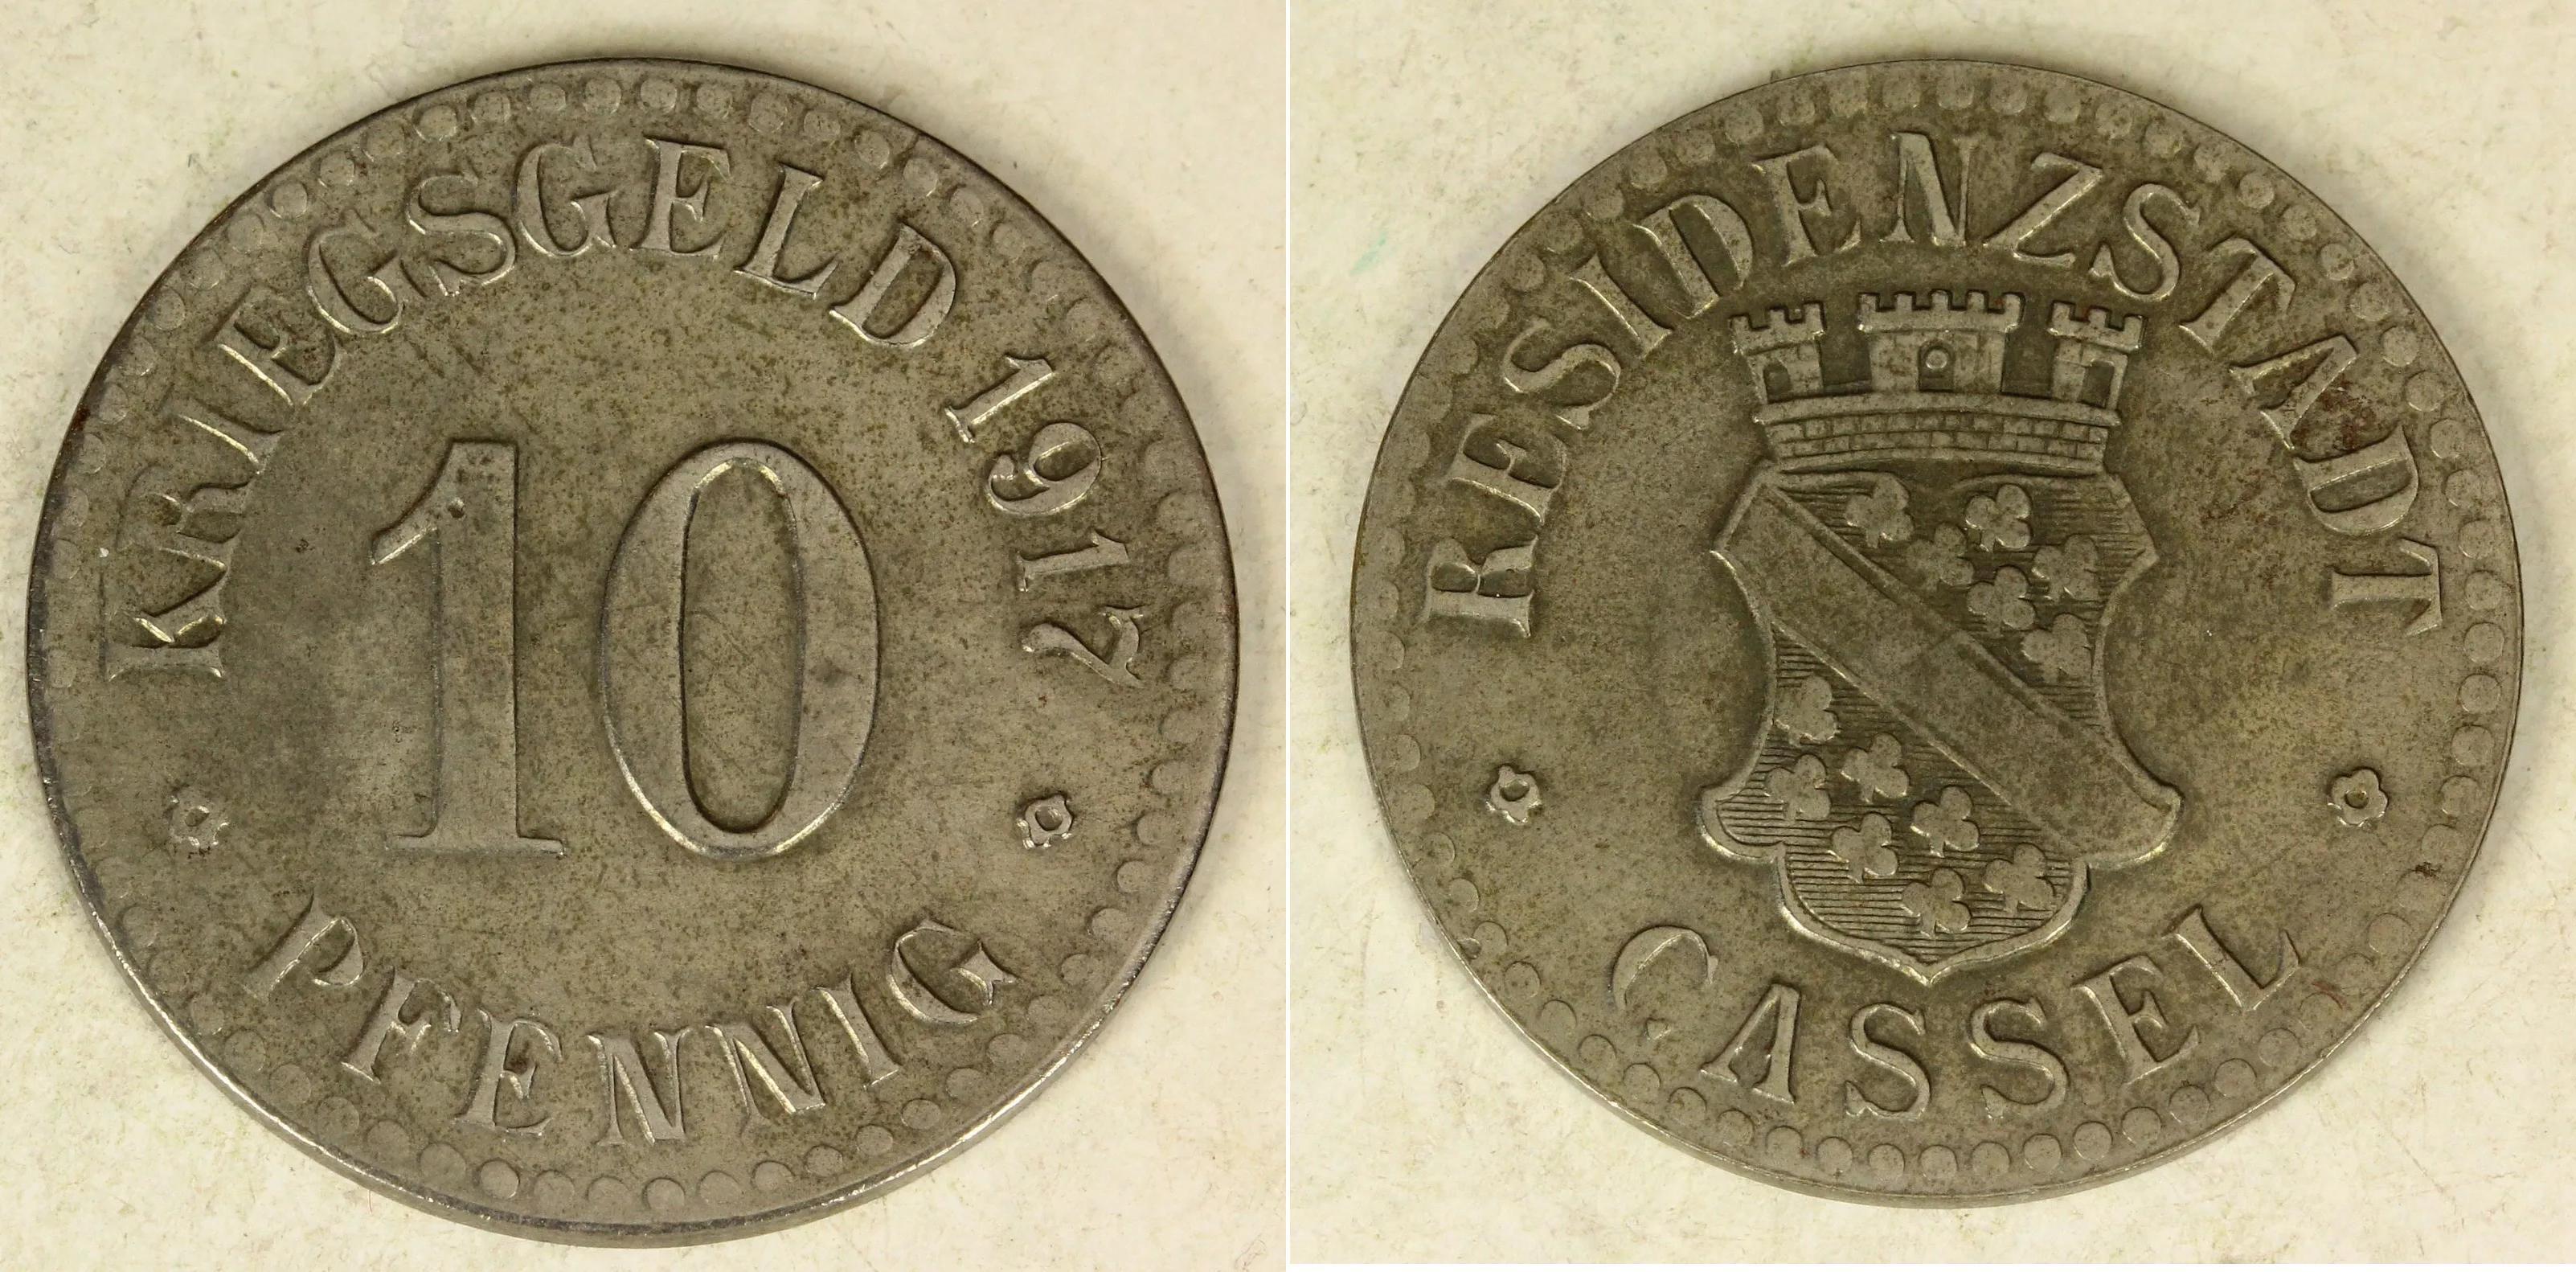 KRIEGSGELD 1917
10
PFENNIG
RESIDENZSTADT
CASSEL